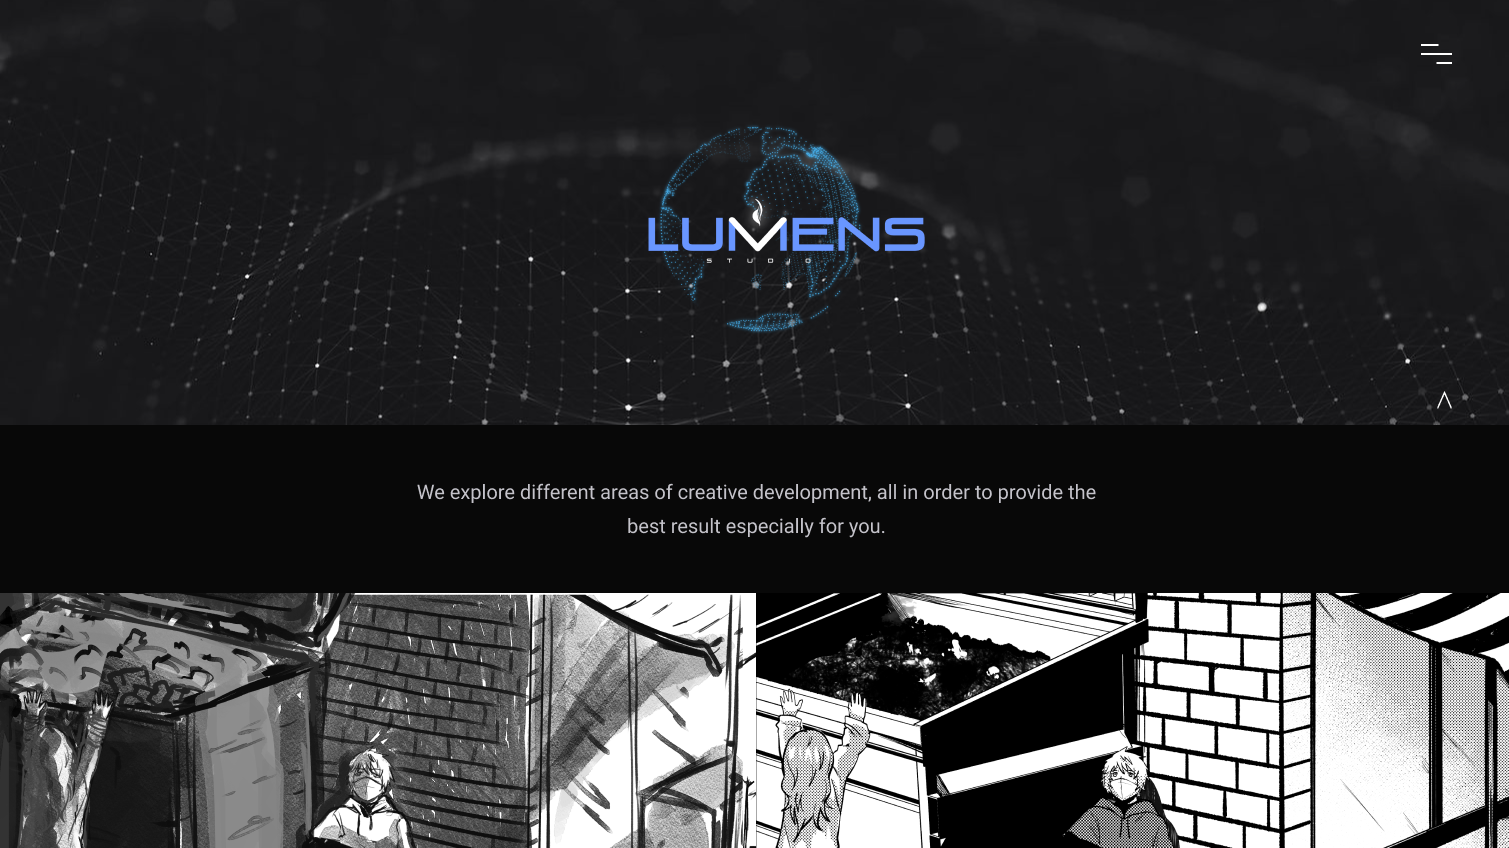 LUMENS
STUDIO
We explore different areas of creative development, all in order to provide the
best result especially for you.